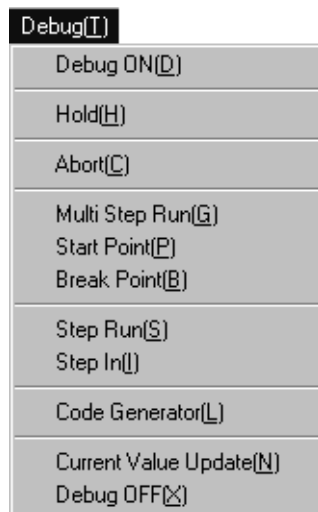 Debug(T)
Debug ON(D)
Hold(H)
Abort(C)
Multi Step Run(G)
Start Point(P)
Break Point(B)
Step Run(S)
Step In(I)
Code Generator(L)
Current Value Update(N)
Debug OFF(X)